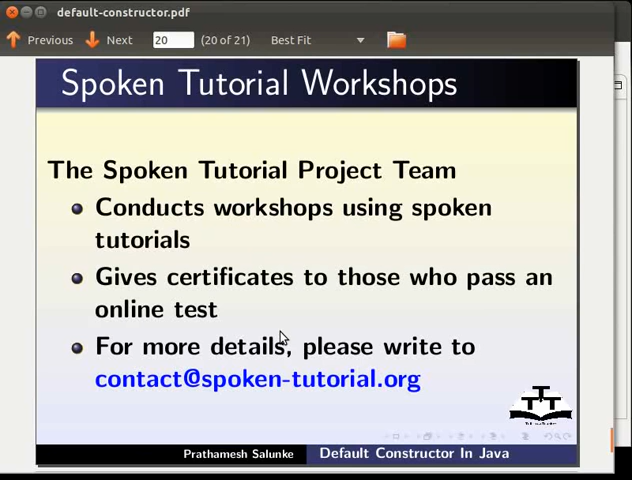 default-constructor.pdf
Previous Next 20 (20 of 21) Best Fit
Spoken Tutorial Workshops
The Spoken Tutorial Project Team
Conducts workshops using spoken
tutorials
Gives certificates to those who pass an
online test
For more details, please write to
contact@spoken-tutorial.org
Prathamesh Salunke Default Constructor In Java